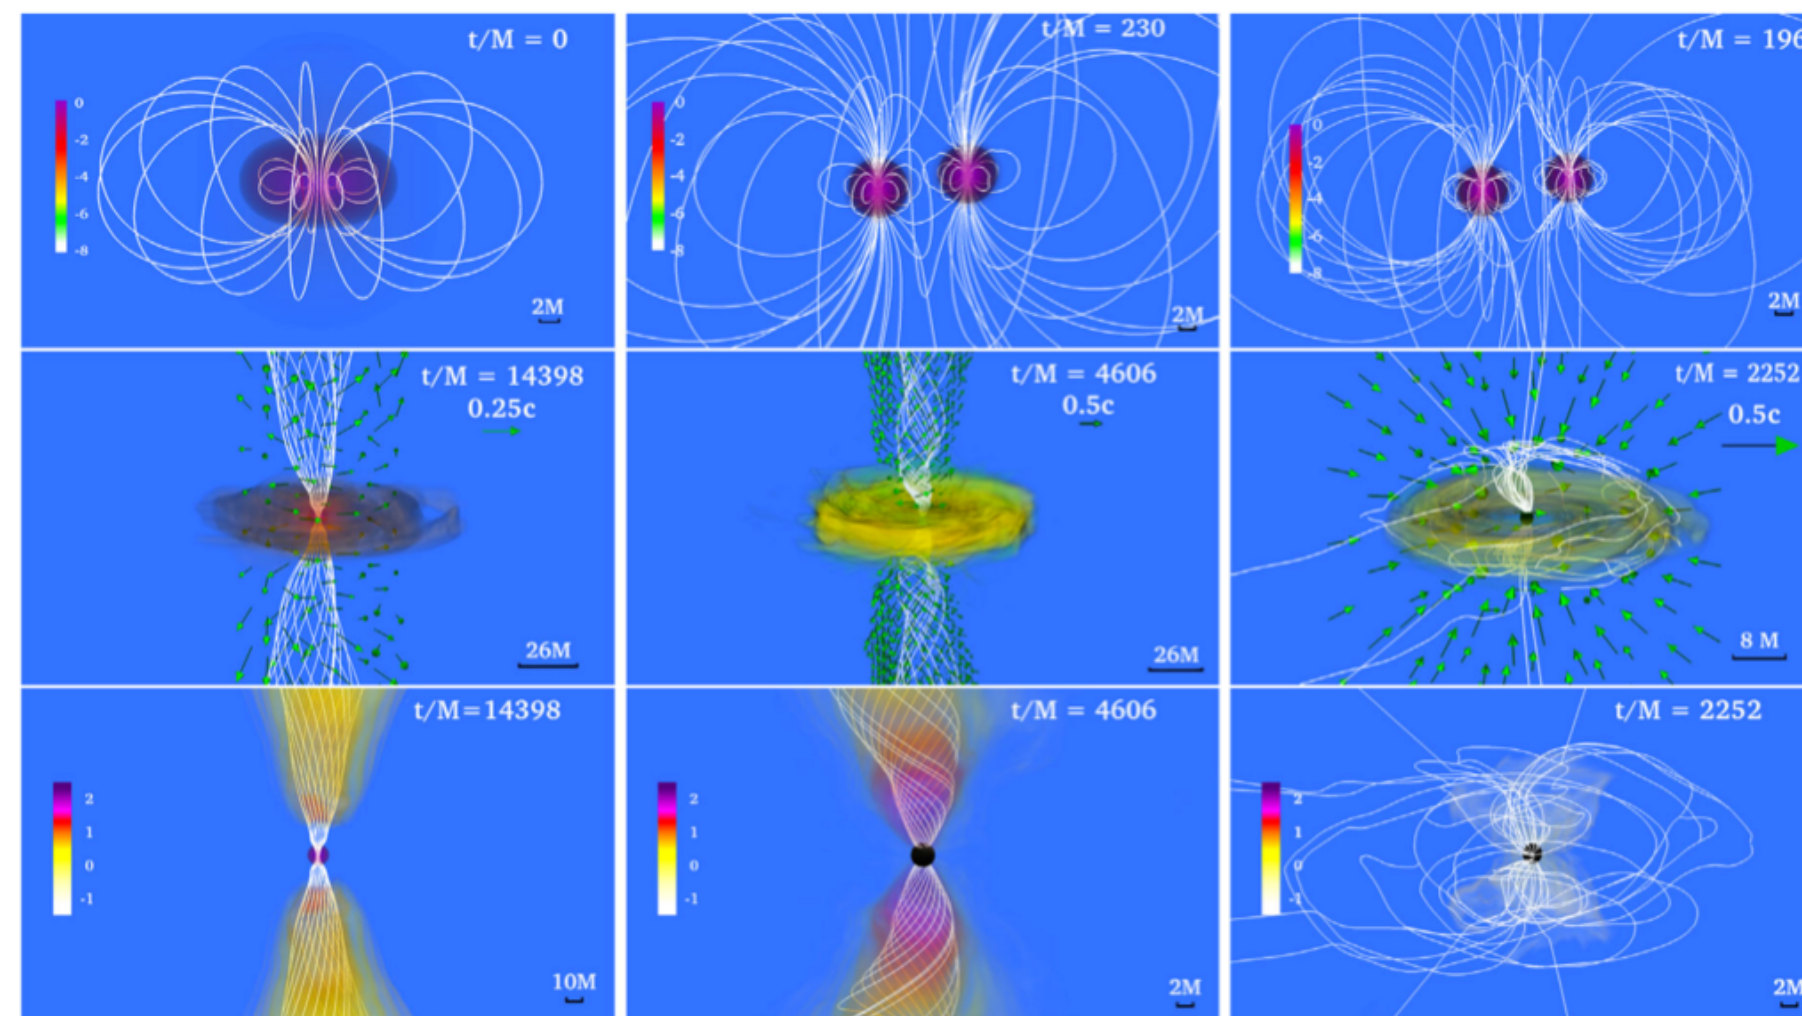 t/M = 0
0
-2
-4
-6
-8
2M
t/M = 230
0
-2
-4
-6
-8
2M
t/M = 196
0
-2
-4
-6
-8
2M
t/M = 14398
0.25c
26M
t/M = 4606
0.5c
26M
t/M = 2252
0.5c
8 M
t/M=14398
2
1
0
-1
10M
t/M = 4606
2
1
0
-1
2M
t/M = 2252
2
1
0
-1
2M